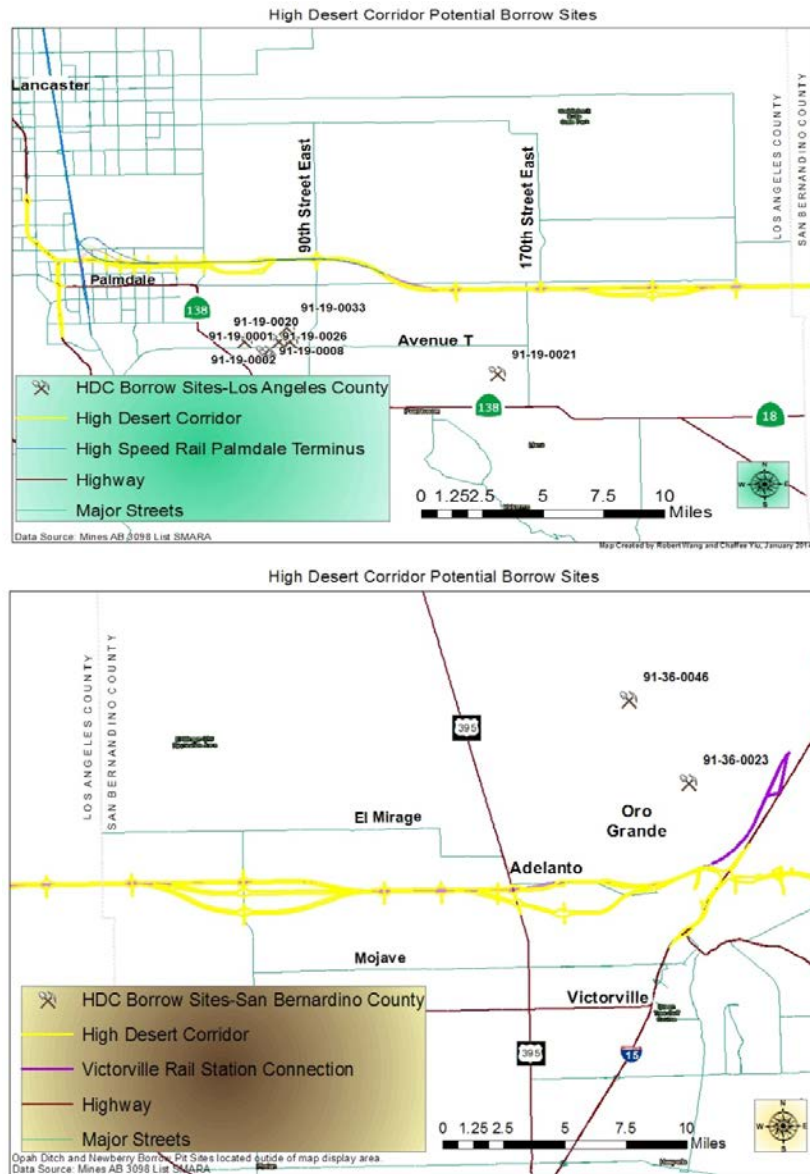 High Desert Corridor Potential Borrow Sites
Lancaster
90th Street East
170th Street East
LOS ANGELES COUNTY
SAN BERNANDINO COUNTY
Palmdale
138
91-19-0033
91-19-0020
91-19-0001
91-19-0026
91-19-0008
91-19-0002
Avenue T
91-19-0021
138
18
HDC Borrow Sites-Los Angeles County
High Desert Corridor
High Speed Rail Palmdale Terminus
Highway
Major Streets
0 1.25 2.5 5 7.5 10
Miles
N
W E
S
Data Source: Mines AB 3098 List SMARA
Map Created by Robert Wang and Chaffee Yiu, January
High Desert Corridor Potential Borrow Sites
LOS ANGELES COUNTY
SAN BERNANDINO COUNTY
91-36-0046
395
91-36-0023
El Mirage
Oro
Grande
Adelanto
Mojave
Victorville
395
15
HDC Borrow Sites-San Bernardino County
High Desert Corridor
Victorville Rail Station Connection
Highway
Major Streets
0 1.25 2.5 5 7.5 10
Miles
N
W E
S
Opah Ditch and Newberry Borrow Pit Sites located outide of map display area.
Data Source: Mines AB 3098 List SMARA